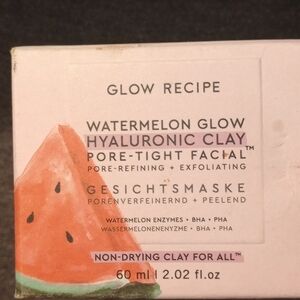 GLOW RECIPE
WATERMELON GLOW
HYALURONIC CLAY
PORE-TIGHT FACIAL™
PORE-REFINING + EXFOLIATING
GESICHTSMASKE
PORENVERFEINERND + PEELEND
WATERMELON ENZYMES • BHA • PHA
WASSERMELONENENZYME • BHA • PHA
NON-DRYING CLAY FOR ALL™
60 ml | 2.02 fl.oz